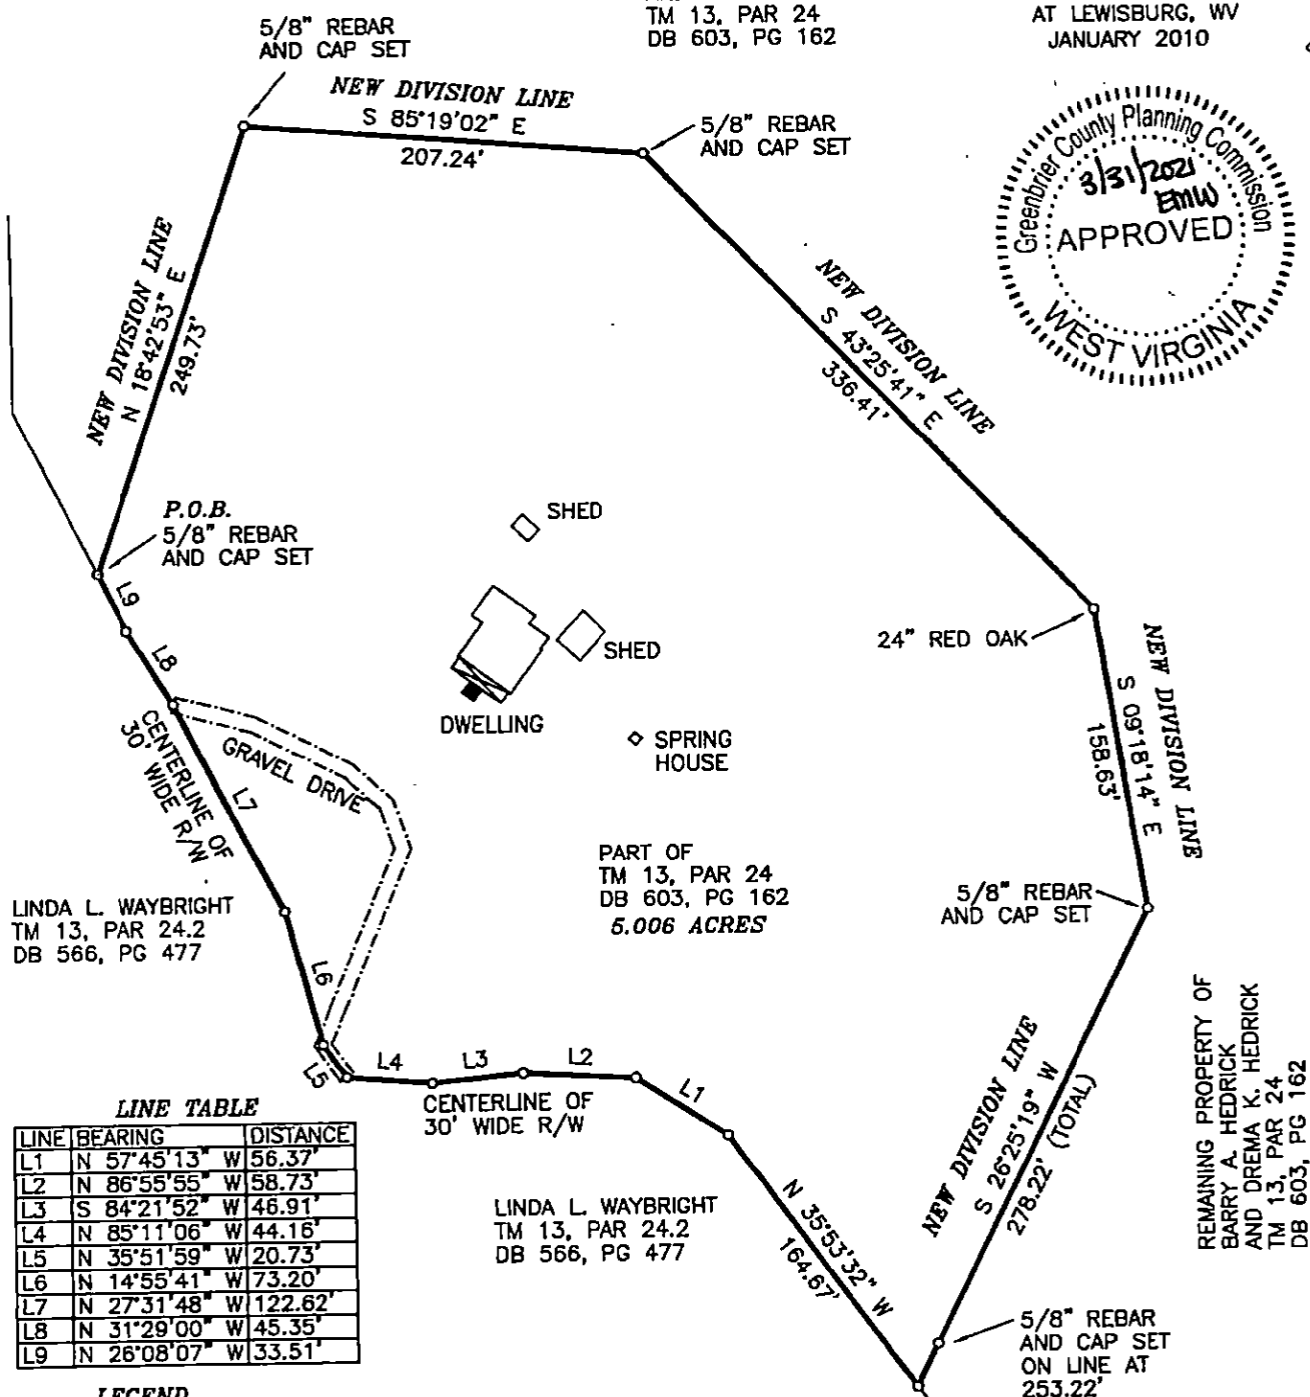 TM 13, PAR 24
DB 603, PG 162
AT LEWISBURG, WV
JANUARY 2010
5/8" REBAR
AND CAP SET
NEW DIVISION LINE
S 85°19'02" E
207.24'
5/8" REBAR
AND CAP SET
Greenbrier County Planning Commission
3/31/2021
EMW
APPROVED
WEST VIRGINIA
NEW DIVISION LINE
N 18°42'53" E
249.73'
NEW DIVISION LINE
S 43°25'41" E
336.41'
P.O.B.
5/8" REBAR
AND CAP SET
SHED
SHED
DWELLING
SPRING
HOUSE
24" RED OAK
NEW DIVISION LINE
S 09°18'14" E
158.63'
L9
L8
CENTERLINE OF
30' WIDE R/W
GRAVEL DRIVE
L7
PART OF
TM 13, PAR 24
DB 603, PG 162
5.006 ACRES
5/8" REBAR
AND CAP SET
LINDA L. WAYBRIGHT
TM 13, PAR 24.2
DB 566, PG 477
L6
L5
L4
L3
L2
L1
CENTERLINE OF
30' WIDE R/W
NEW DIVISION LINE
S 26°25'19" W
278.22' (TOTAL)
REMAINING PROPERTY OF
BARRY A. HEDRICK
AND DREMA K. HEDRICK
TM 13, PAR 24
DB 603, PG 162
LINE TABLE
LINE BEARING DISTANCE
L1 N 57°45'13" W 56.37'
L2 N 86°55'55" W 58.73'
L3 S 84°21'52" W 46.91'
L4 N 85°11'06" W 44.16'
L5 N 35°51'59" W 20.73'
L6 N 14°55'41" W 73.20'
L7 N 27°31'48" W 122.62'
L8 N 31°29'00" W 45.35'
L9 N 26°08'07" W 33.51'
LINDA L. WAYBRIGHT
TM 13, PAR 24.2
DB 566, PG 477
N 35°53'32" W
164.67'
5/8" REBAR
AND CAP SET
ON LINE AT
253.22'
LEGEND